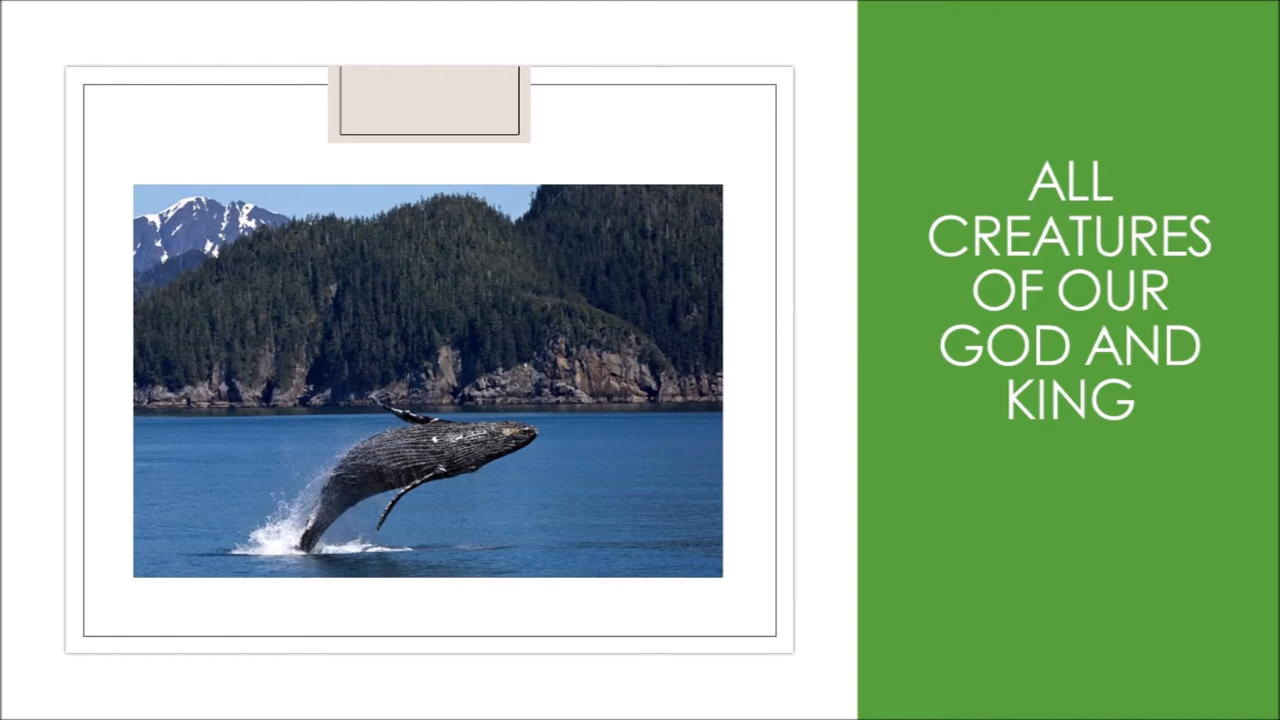 ALL
CREATURES
OF OUR
GOD AND
KING